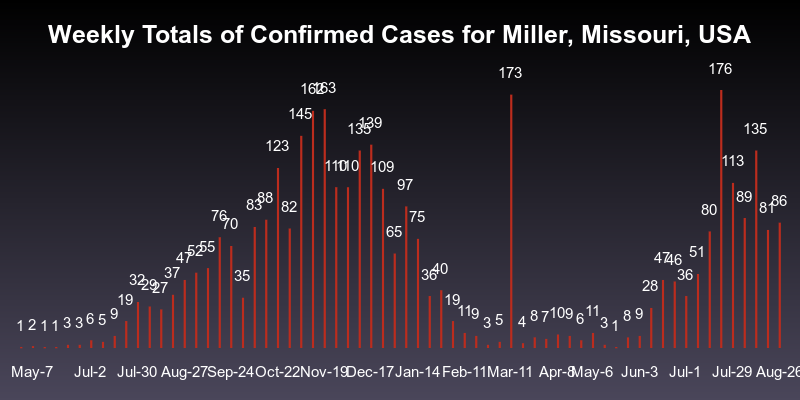 Weekly Totals of Confirmed Cases for Miller, Missouri, USA
1 2 1 1 3 3 6 5 9 19 32 29 27 37 47 52 55 76 70 35 83 88 123 82 145 162 163 110 110 135 139 109 65 97 75 36 40 19 11 9 3 5 173 4 8 7 10 9 6 11 3 1 8 9 28 47 46 36 51 80 176 113 89 135 81 86
May-7 Jul-2 Jul-30 Aug-27 Sep-24 Oct-22 Nov-19 Dec-17 Jan-14 Feb-11 Mar-11 Apr-8 May-6 Jun-3 Jul-1 Jul-29 Aug-26